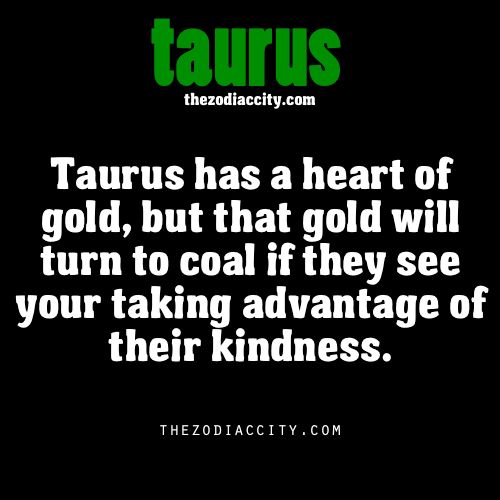 taurus
thezodiaccity.com
Taurus has a heart of
gold, but that gold will
turn to coal if they see
your taking advantage of
their kindness.
THEZODIACCITY.COM